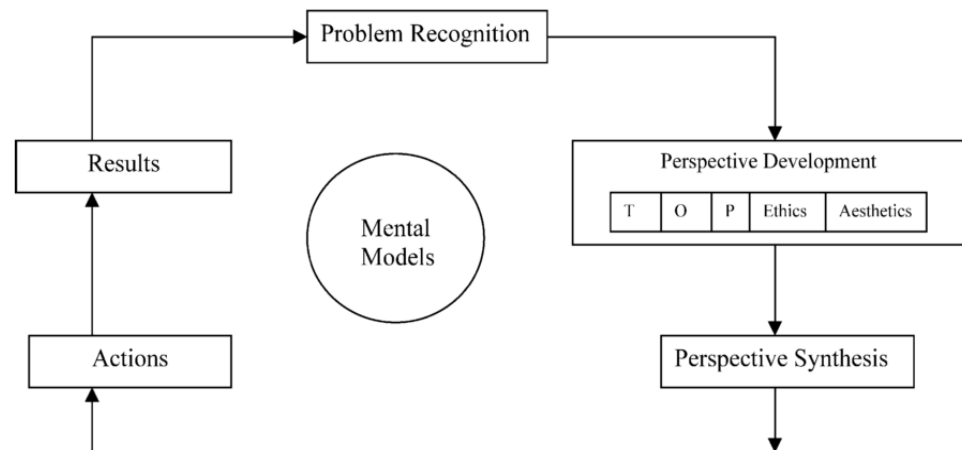 Problem Recognition
Results
Perspective Development
T O P Ethics Aesthetics
Mental
Models
Actions
Perspective Synthesis